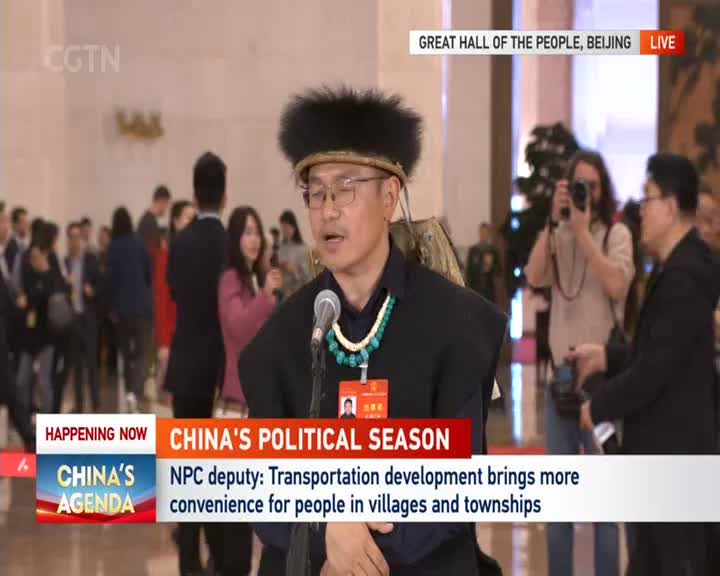 CGTN
GREAT HALL OF THE PEOPLE, BEIJING LIVE
HAPPENING NOW
CHINA'S POLITICAL SEASON
CHINA'S
AGENDA
NPC deputy: Transportation development brings more
convenience for people in villages and townships